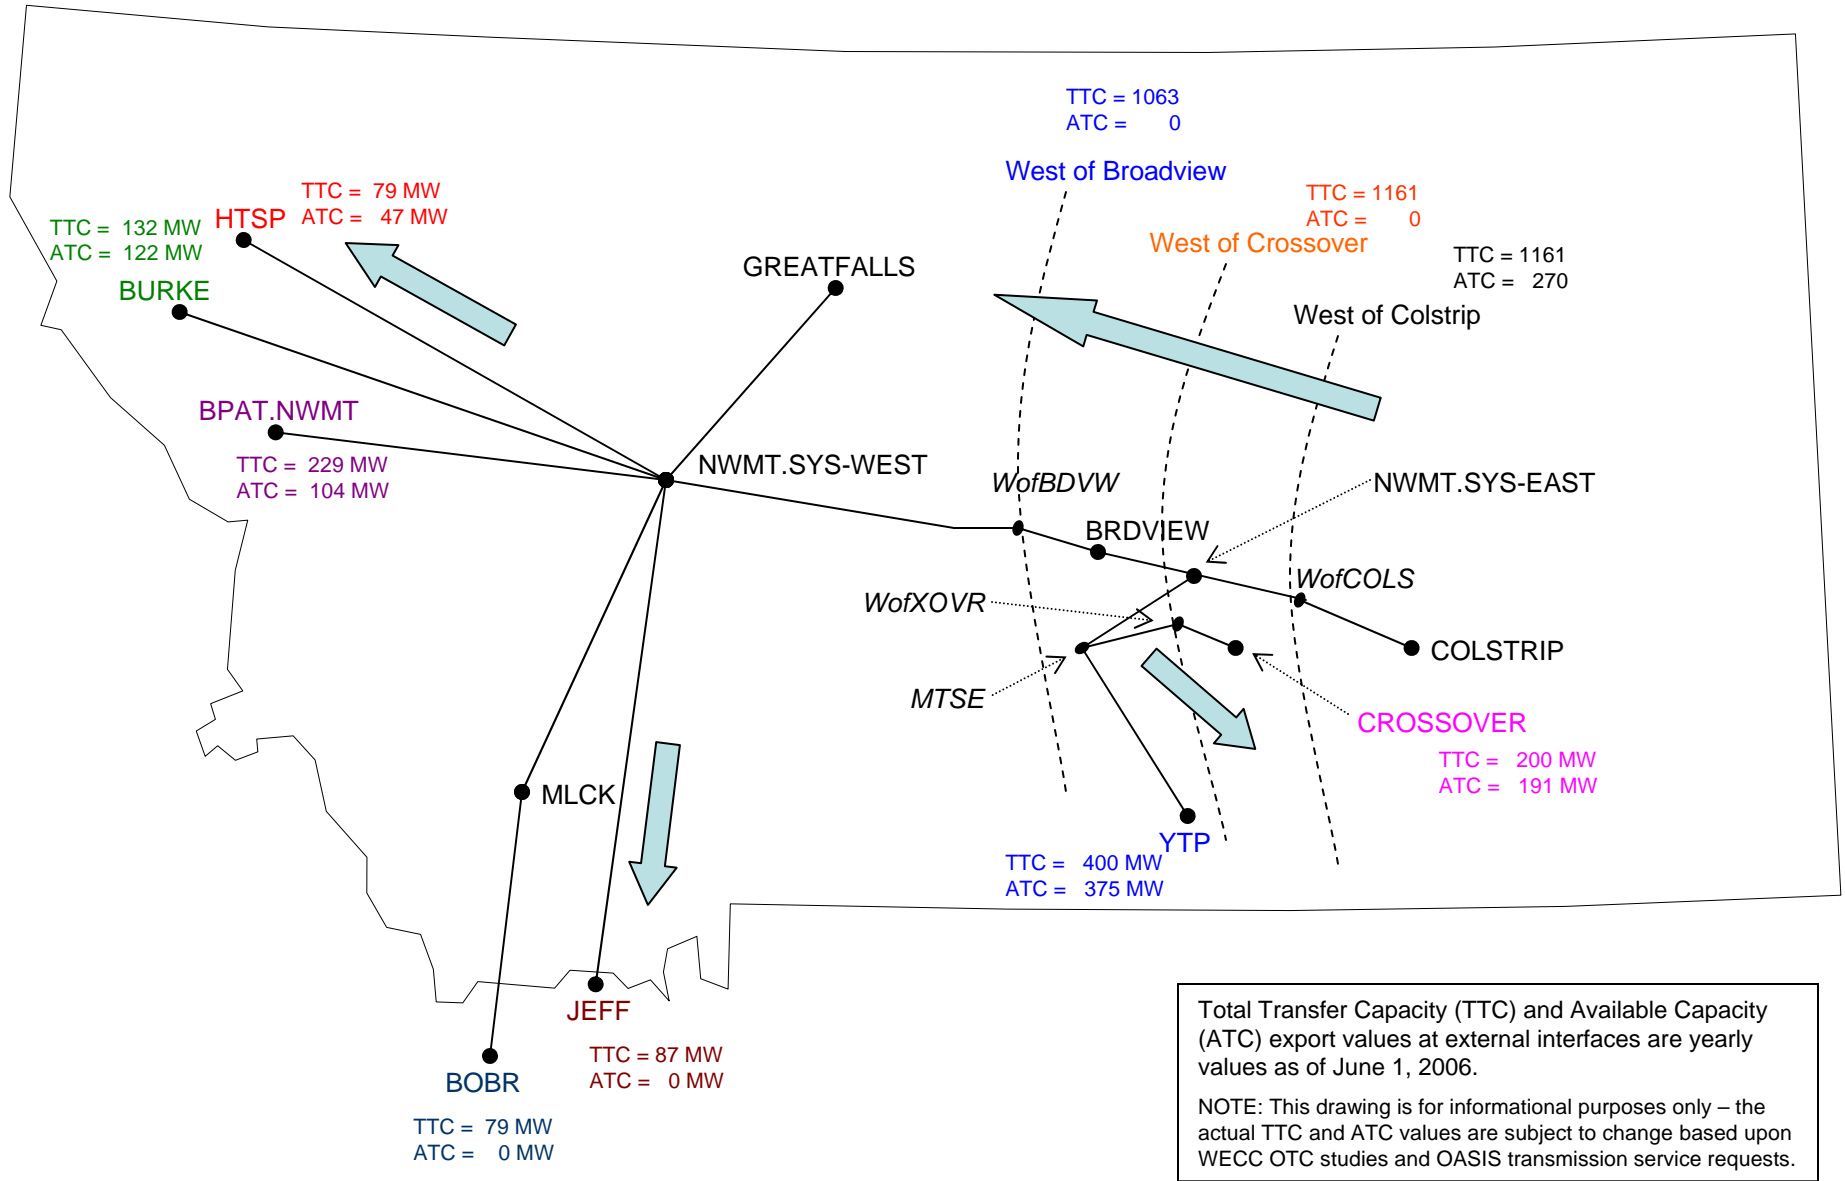 TTC = 1063
ATC = 0
West of Broadview
TTC = 1161
ATC = 0
West of Crossover
TTC = 1161
ATC = 270
West of Colstrip
TTC = 79 MW
ATC = 47 MW
HTSP
TTC = 132 MW
ATC = 122 MW
BURKE
GREATFALLS
BPAT.NWMT
TTC = 229 MW
ATC = 104 MW
NWMT.SYS-WEST
WofBDVW
BRDVIEW
NWMT.SYS-EAST
WofCOLS
WofXOVR
COLSTRIP
MTSE
CROSSOVER
TTC = 200 MW
ATC = 191 MW
MLCK
YTP
TTC = 400 MW
ATC = 375 MW
JEFF
TTC = 87 MW
ATC = 0 MW
BOBR
TTC = 79 MW
ATC = 0 MW
Total Transfer Capacity (TTC) and Available Capacity
(ATC) export values at external interfaces are yearly
values as of June 1, 2006.
NOTE: This drawing is for informational purposes only – the
actual TTC and ATC values are subject to change based upon
WECC OTC studies and OASIS transmission service requests.